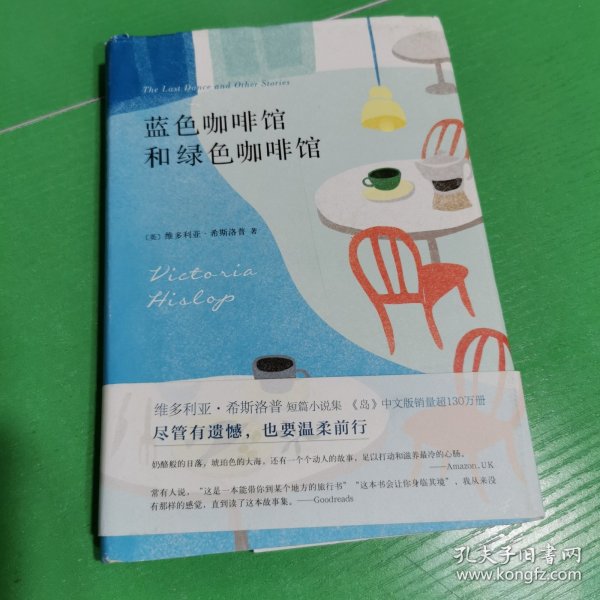 The Last Dance and Other Stories
蓝色咖啡馆
和绿色咖啡馆
〔英〕维多利亚·希斯洛普 著
Victoria
Hislop
维多利亚·希斯洛普 短篇小说集 《岛》中文版销量超130万册
尽管有遗憾，也要温柔前行
奶酪般的日落，琥珀色的大海，还有一个个动人的故事，足以打动和滋养最冷的心肠。
——Amazon, UK
常有人说，“这是一本能带你到某个地方的旅行书”“这本书会让你身临其境”，我从来没
有那样的感觉，直到读了这本故事集。——Goodreads
孔夫子旧书网
www.kongfz.com